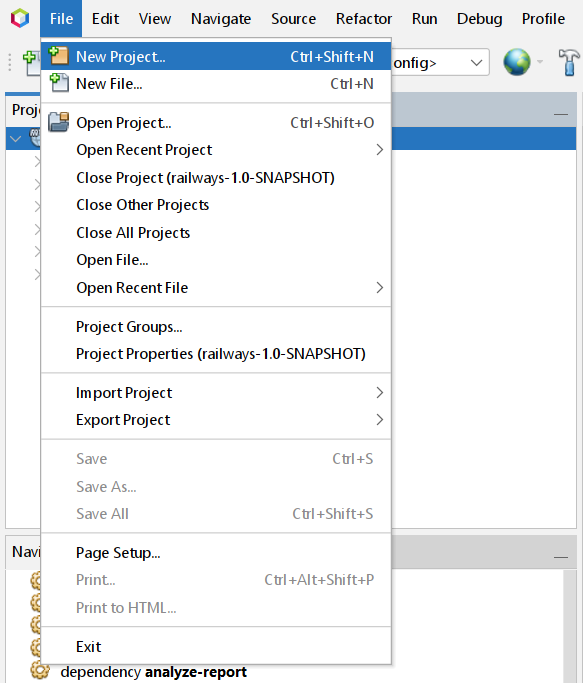 File Edit View Navigate Source Refactor Run Debug Profile
New Project... Ctrl+Shift+N
onfig>
New File... Ctrl+N
Proje
Open Project... Ctrl+Shift+O
Open Recent Project
Close Project (railways-1.0-SNAPSHOT)
Close Other Projects
Close All Projects
Open File...
Open Recent File
Project Groups...
Project Properties (railways-1.0-SNAPSHOT)
Import Project
Export Project
Save Ctrl+S
Save As...
Save All Ctrl+Shift+S
Navi
Page Setup...
Print... Ctrl+Alt+Shift+P
Print to HTML...
Exit
dependency analyze-report